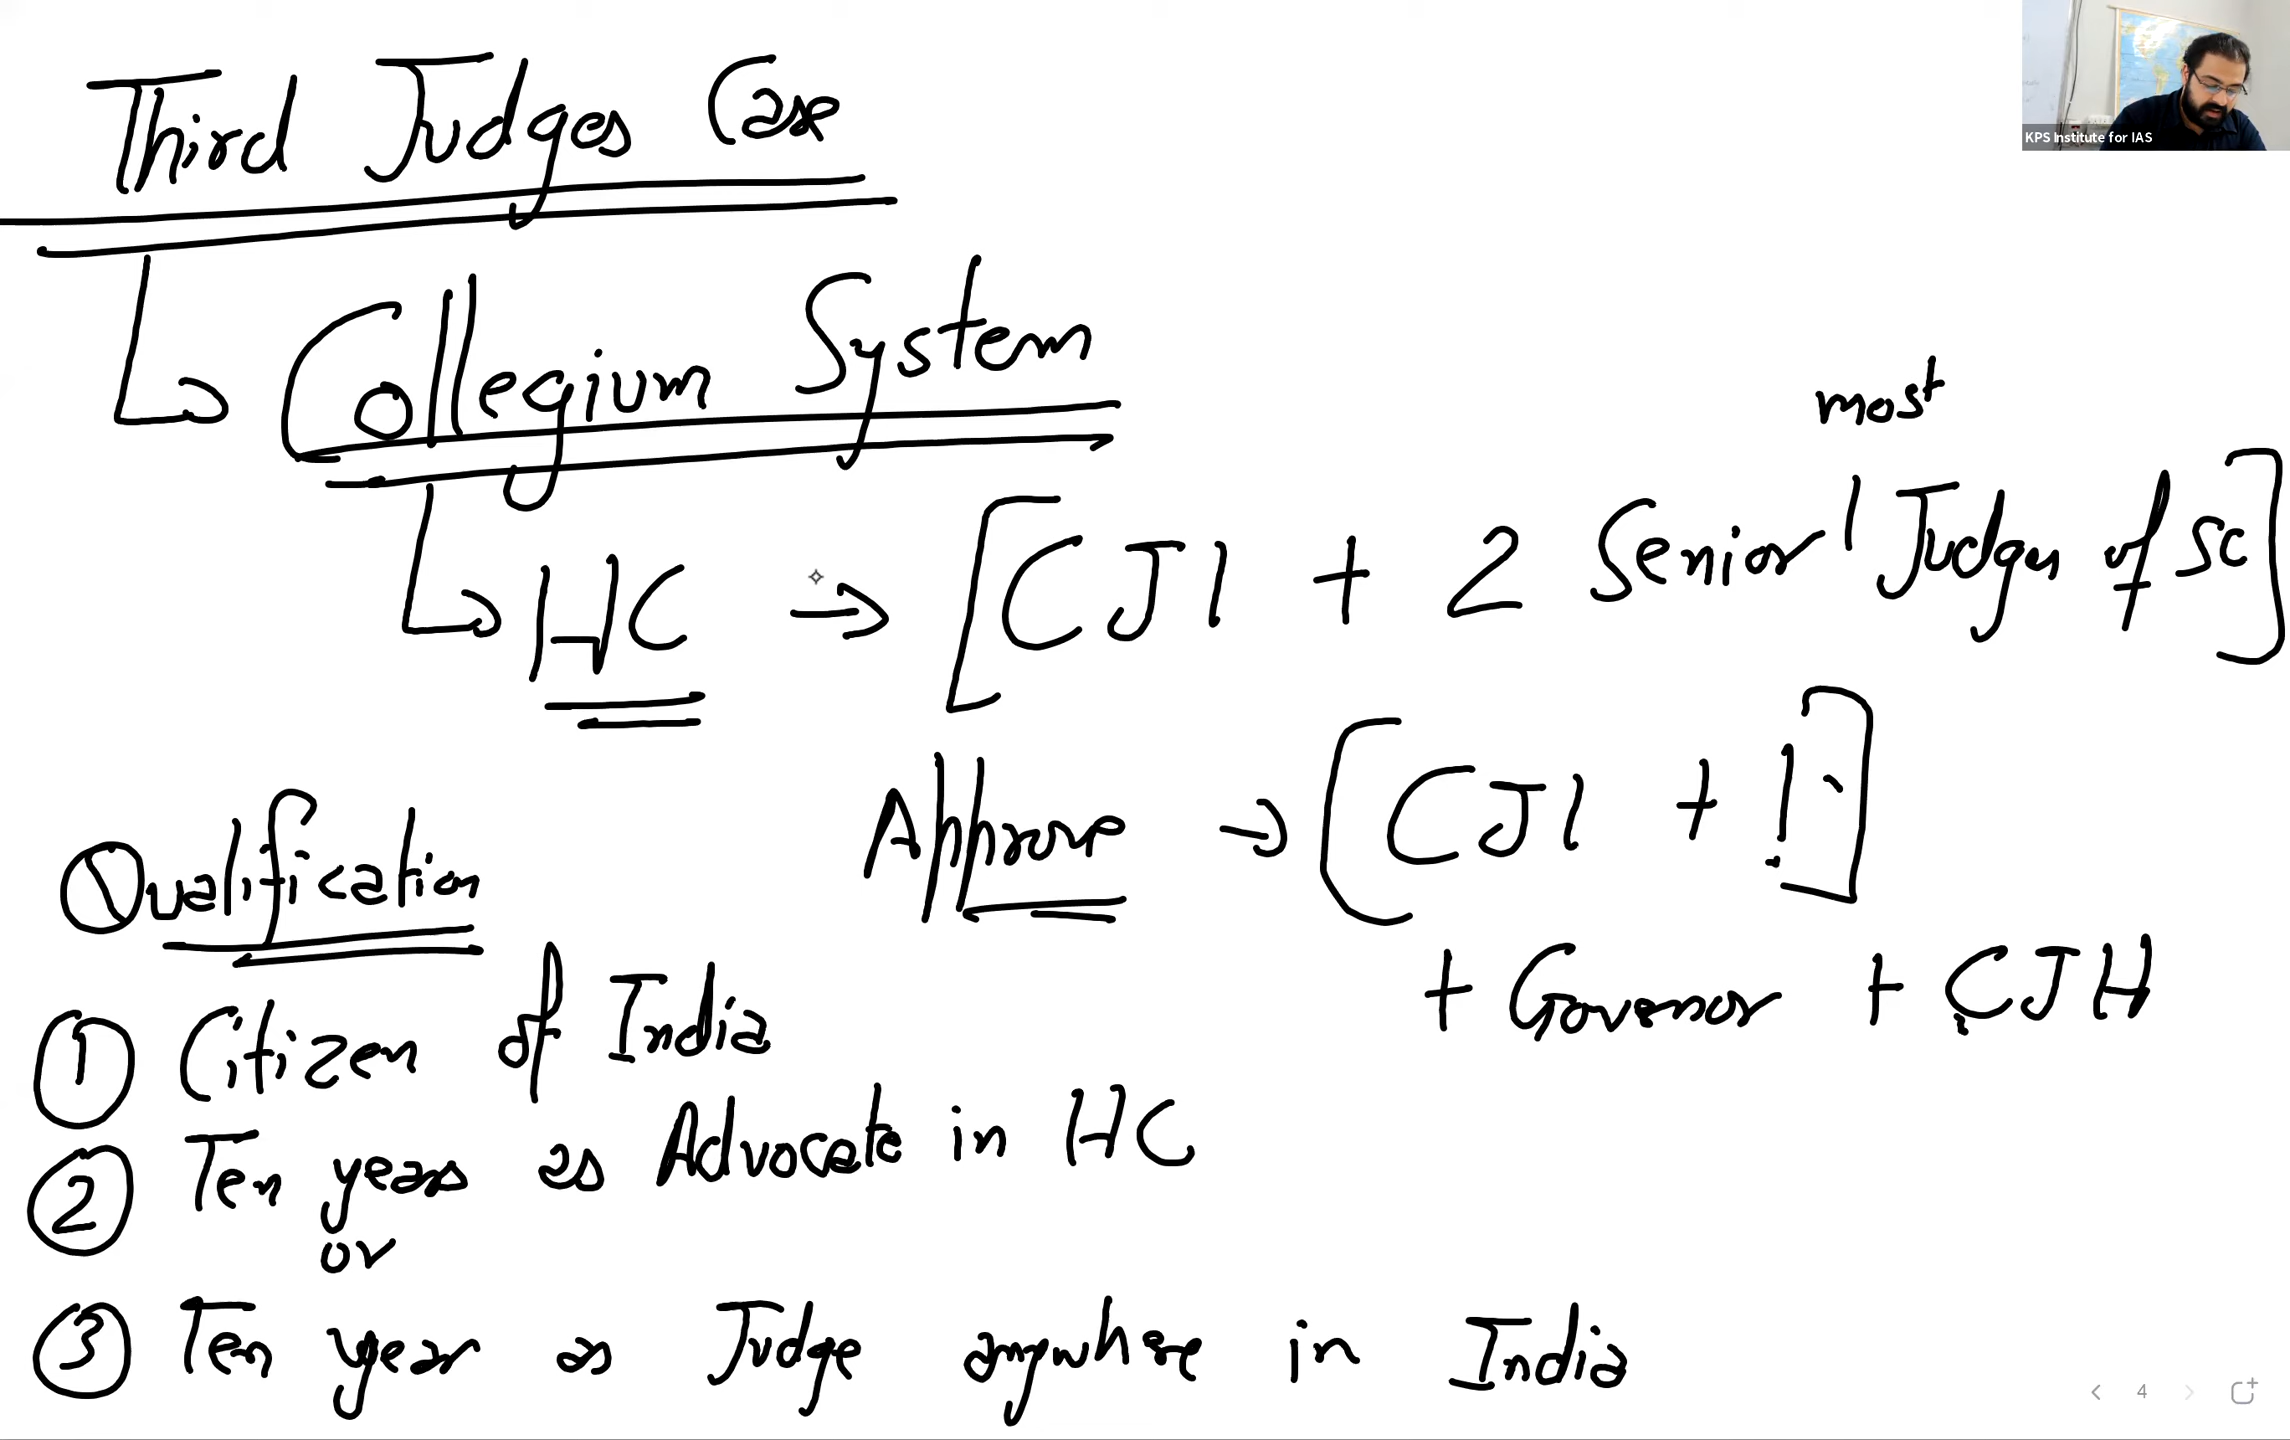 Third Judges Case
KPS Institute for IAS
Collegium System
most
HC → [CJI + 2 Senior Judges of SC]
Approve → [CJI + 1]
+ Governor + CJH
Qualification
① Citizen of India
② Ten years as Advocate in HC
or
③ Ten year as Judge anywhere in India
4